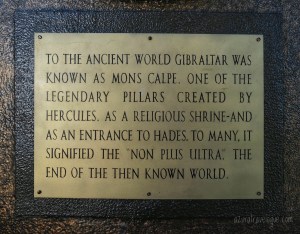 TO THE ANCIENT WORLD GIBRALTAR WAS
KNOWN AS MONS CALPE, ONE OF THE
LEGENDARY PILLARS CREATED BY
HERCULES, AS A RELIGIOUS SHRINE-AND
AS AN ENTRANCE TO HADES. TO MANY, IT
SIGNIFIED THE "NON PLUS ULTRA", THE
END OF THE THEN KNOWN WORLD.